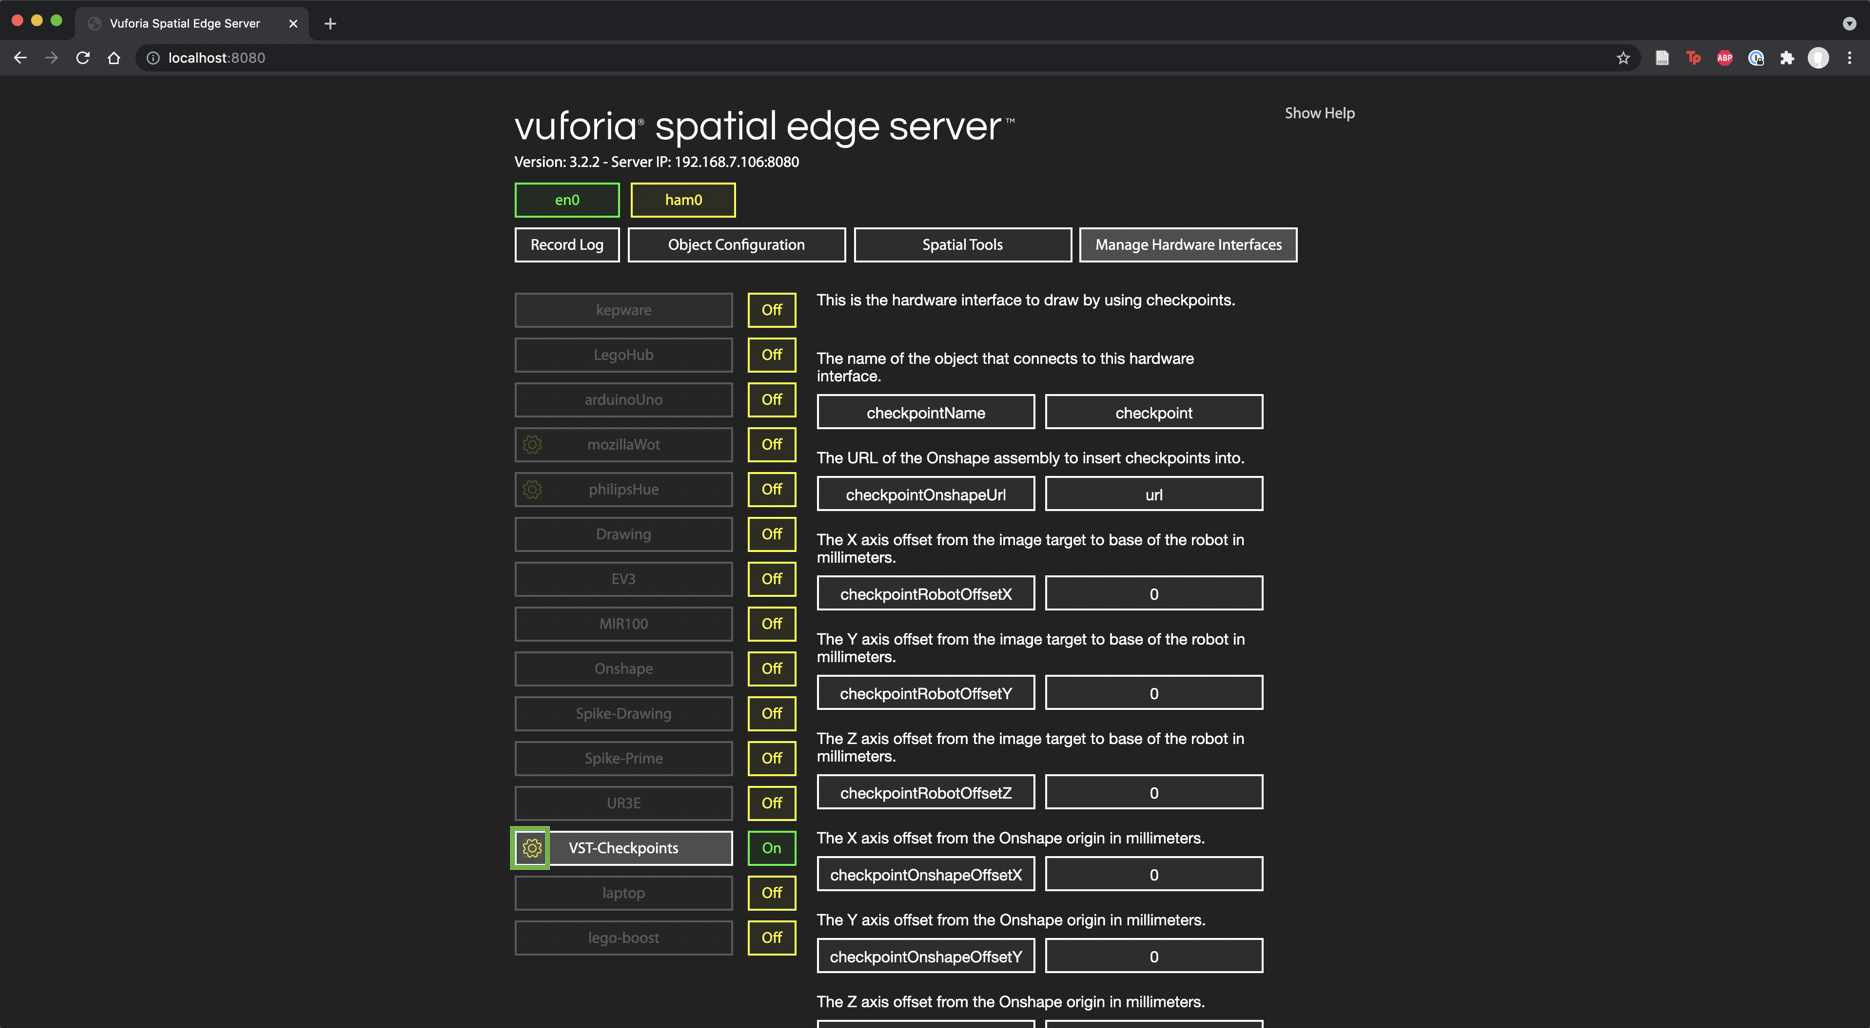 Vuforia Spatial Edge Server
localhost:8080
Tp
ABP
vuforia® spatial edge server™
Show Help
Version: 3.2.2 - Server IP: 192.168.7.106:8080
en0
ham0
Record Log
Object Configuration
Spatial Tools
Manage Hardware Interfaces
kepware
Off
LegoHub
Off
arduinoUno
Off
mozillaWot
Off
philipsHue
Off
Drawing
Off
EV3
Off
MIR100
Off
Onshape
Off
Spike-Drawing
Off
Spike-Prime
Off
UR3E
Off
VST-Checkpoints
On
laptop
Off
lego-boost
Off
This is the hardware interface to draw by using checkpoints.
The name of the object that connects to this hardware
interface.
checkpointName
checkpoint
The URL of the Onshape assembly to insert checkpoints into.
checkpointOnshapeUrl
url
The X axis offset from the image target to base of the robot in
millimeters.
checkpointRobotOffsetX
0
The Y axis offset from the image target to base of the robot in
millimeters.
checkpointRobotOffsetY
0
The Z axis offset from the image target to base of the robot in
millimeters.
checkpointRobotOffsetZ
0
The X axis offset from the Onshape origin in millimeters.
checkpointOnshapeOffsetX
0
The Y axis offset from the Onshape origin in millimeters.
checkpointOnshapeOffsetY
0
The Z axis offset from the Onshape origin in millimeters.